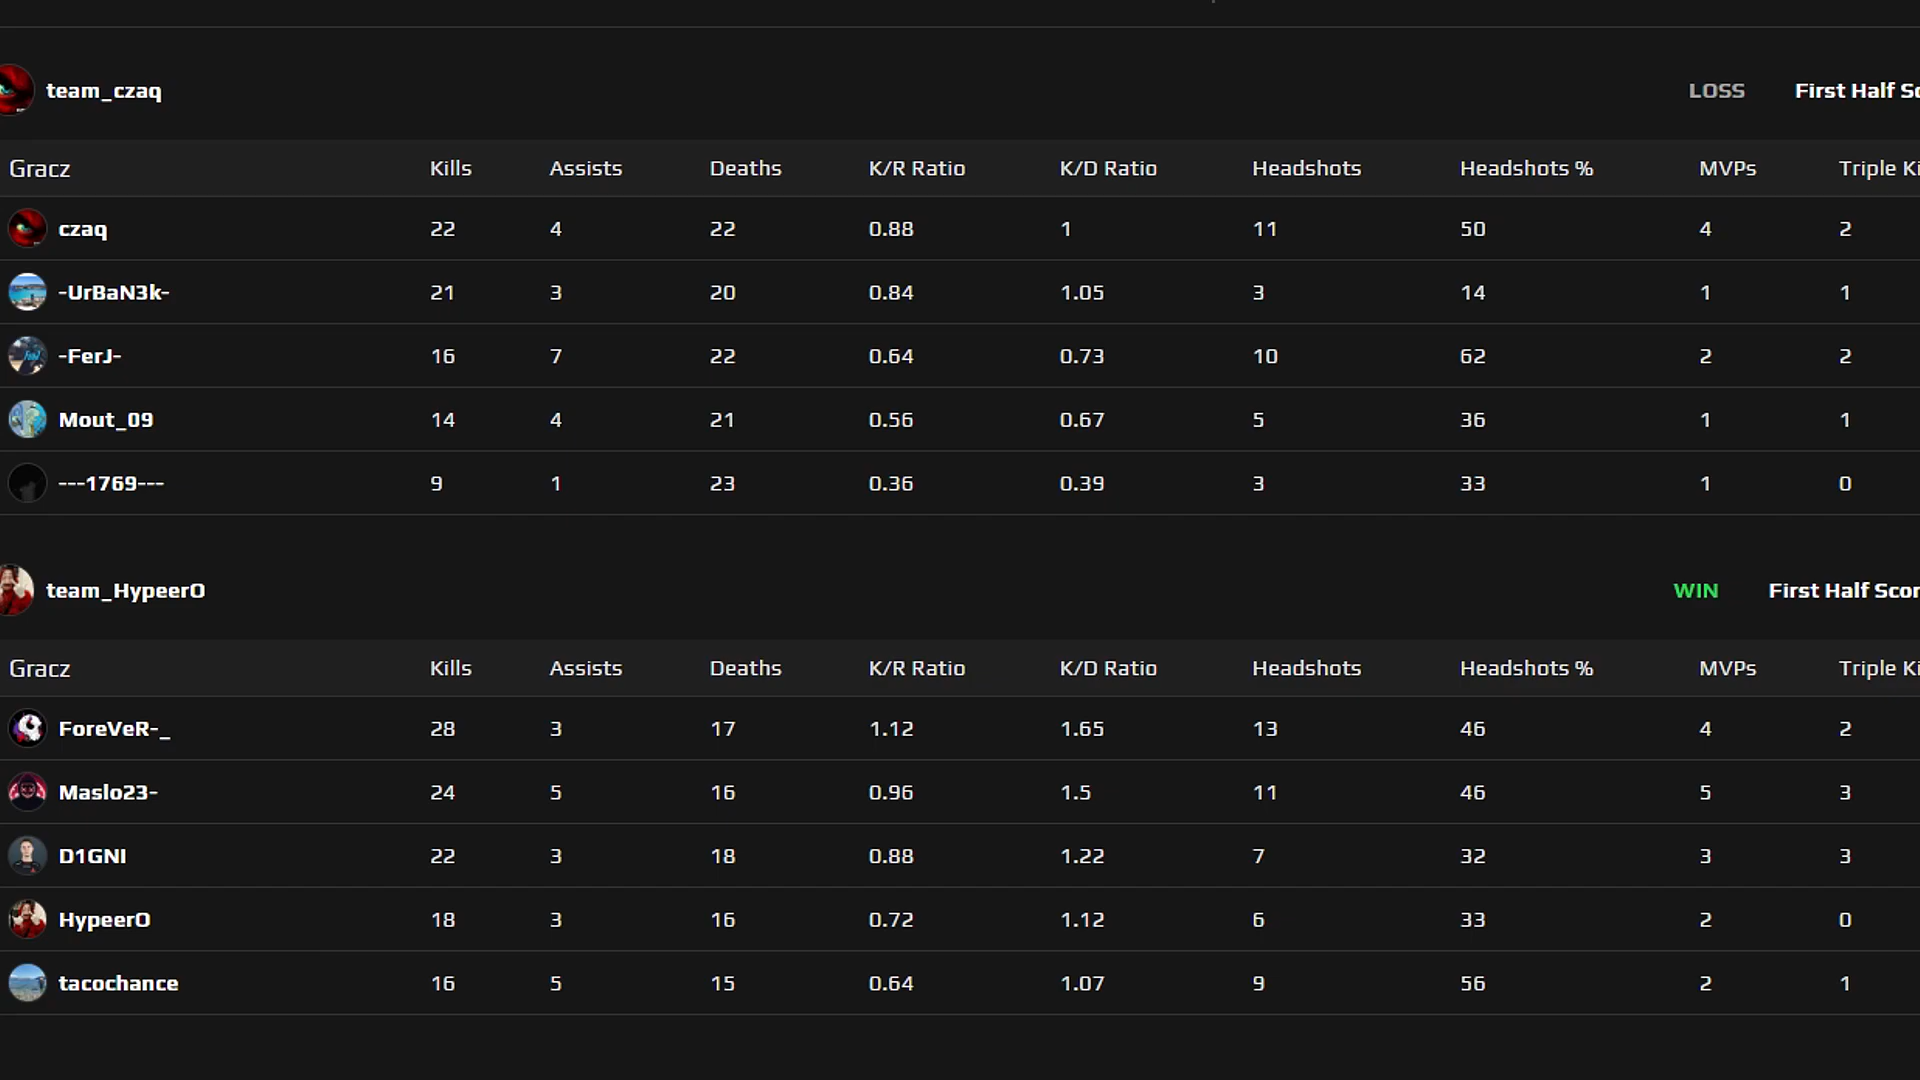 team_czaq LOSS First Half Sc
Gracz Kills Assists Deaths K/R Ratio K/D Ratio Headshots Headshots % MVPs Triple Ki
czaq 22 4 22 0.88 1 11 50 4 2
-UrBaN3k- 21 3 20 0.84 1.05 3 14 1 1
-FerJ- 16 7 22 0.64 0.73 10 62 2 2
Mout_09 14 4 21 0.56 0.67 5 36 1 1
---1769--- 9 1 23 0.36 0.39 3 33 1 0
team_HypeerO WIN First Half Scor
Gracz Kills Assists Deaths K/R Ratio K/D Ratio Headshots Headshots % MVPs Triple Ki
ForeVeR-_ 28 3 17 1.12 1.65 13 46 4 2
Maslo23- 24 5 16 0.96 1.5 11 46 5 3
D1GNI 22 3 18 0.88 1.22 7 32 3 3
HypeerO 18 3 16 0.72 1.12 6 33 2 0
tacochance 16 5 15 0.64 1.07 9 56 2 1